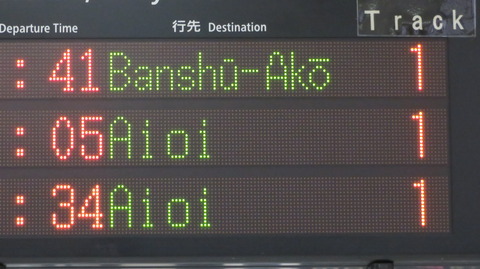 Departure Time 行先 Destination Track
:41 Banshū-Akō 1
:05 Aioi 1
:34 Aioi 1